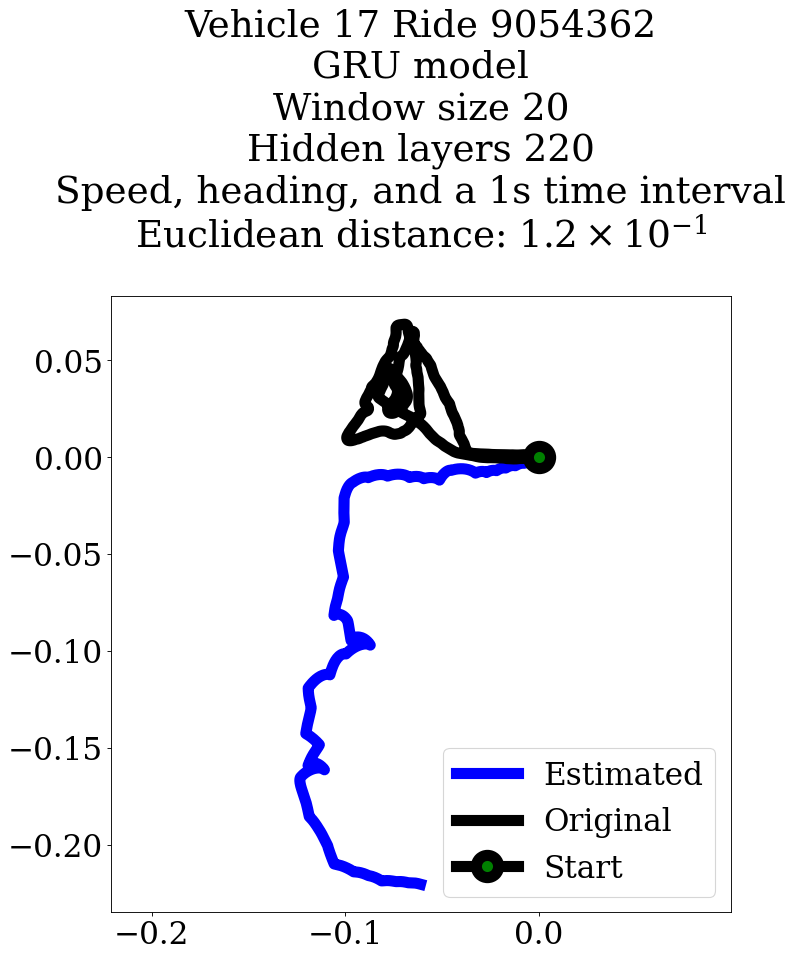 Vehicle 17 Ride 9054362
GRU model
Window size 20
Hidden layers 220
Speed, heading, and a 1s time interval
Euclidean distance: 1.2 × 10⁻¹
0.05
0.00
−0.05
−0.10
−0.15
−0.20
Estimated
Original
Start
−0.2
−0.1
0.0